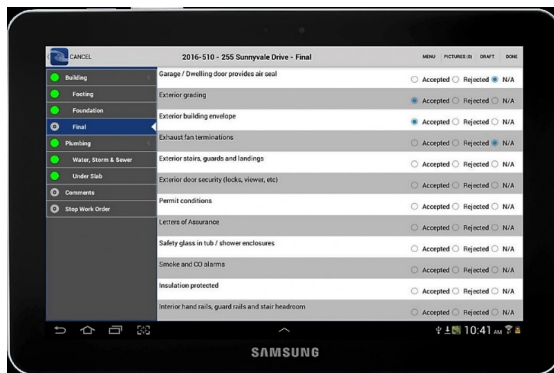 CANCEL
2016-510 - 255 Sunnyvale Drive - Final
MENU PICTURES (0) DRAFT DONE
Building
Footing
Foundation
Final
Plumbing
Water, Storm & Sewer
Under Slab
Comments
Stop Work Order
Garage / Dwelling door provides air seal
Accepted Rejected N/A
Exterior grading
Accepted Rejected N/A
Exterior building envelope
Accepted Rejected N/A
Exhaust fan terminations
Accepted Rejected N/A
Exterior stairs, guards and landings
Accepted Rejected N/A
Exterior door security (locks, viewer, etc)
Accepted Rejected N/A
Permit conditions
Accepted Rejected N/A
Letters of Assurance
Accepted Rejected N/A
Safety glass in tub / shower enclosures
Accepted Rejected N/A
Smoke and CO alarms
Accepted Rejected N/A
Insulation protected
Accepted Rejected N/A
Interior hand rails, guard rails and stair headroom
Accepted Rejected N/A
10:41 AM
SAMSUNG